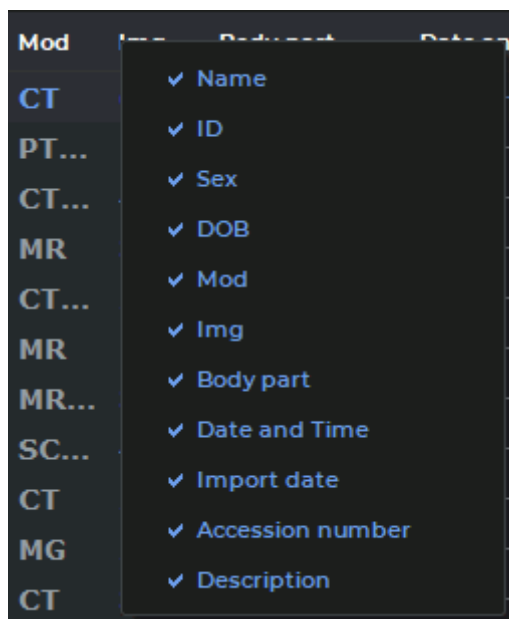 Mod
CT
PT...
CT...
MR
CT...
MR
MR...
SC...
CT
MG
CT
Name
ID
Sex
DOB
Mod
Img
Body part
Date and Time
Import date
Accession number
Description